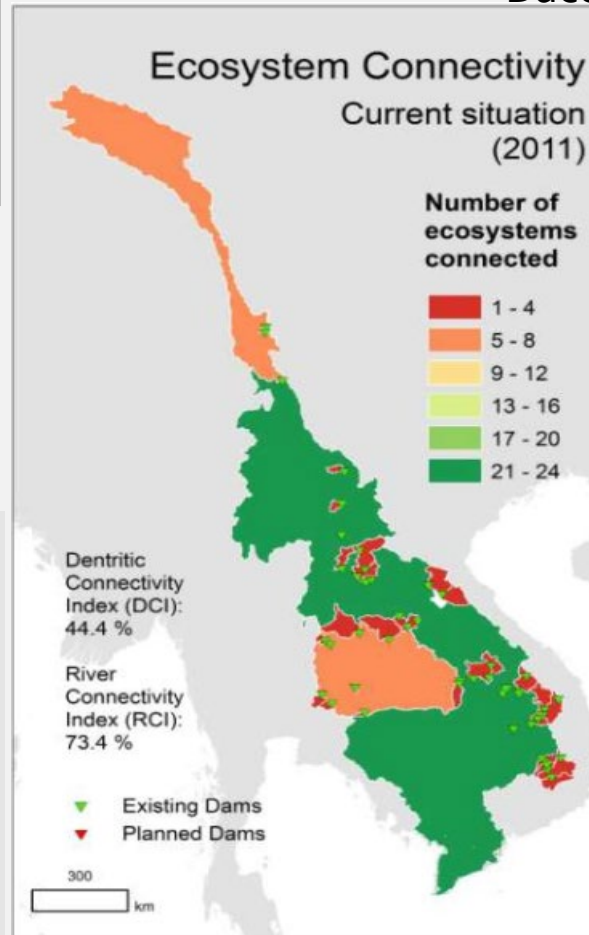 Ecosystem Connectivity
Current situation
(2011)
Number of
ecosystems
connected
1 - 4
5 - 8
9 - 12
13 - 16
17 - 20
21 - 24
Dentritic
Connectivity
Index (DCI):
44.4 %
River
Connectivity
Index (RCI):
73.4 %
Existing Dams
Planned Dams
300
km